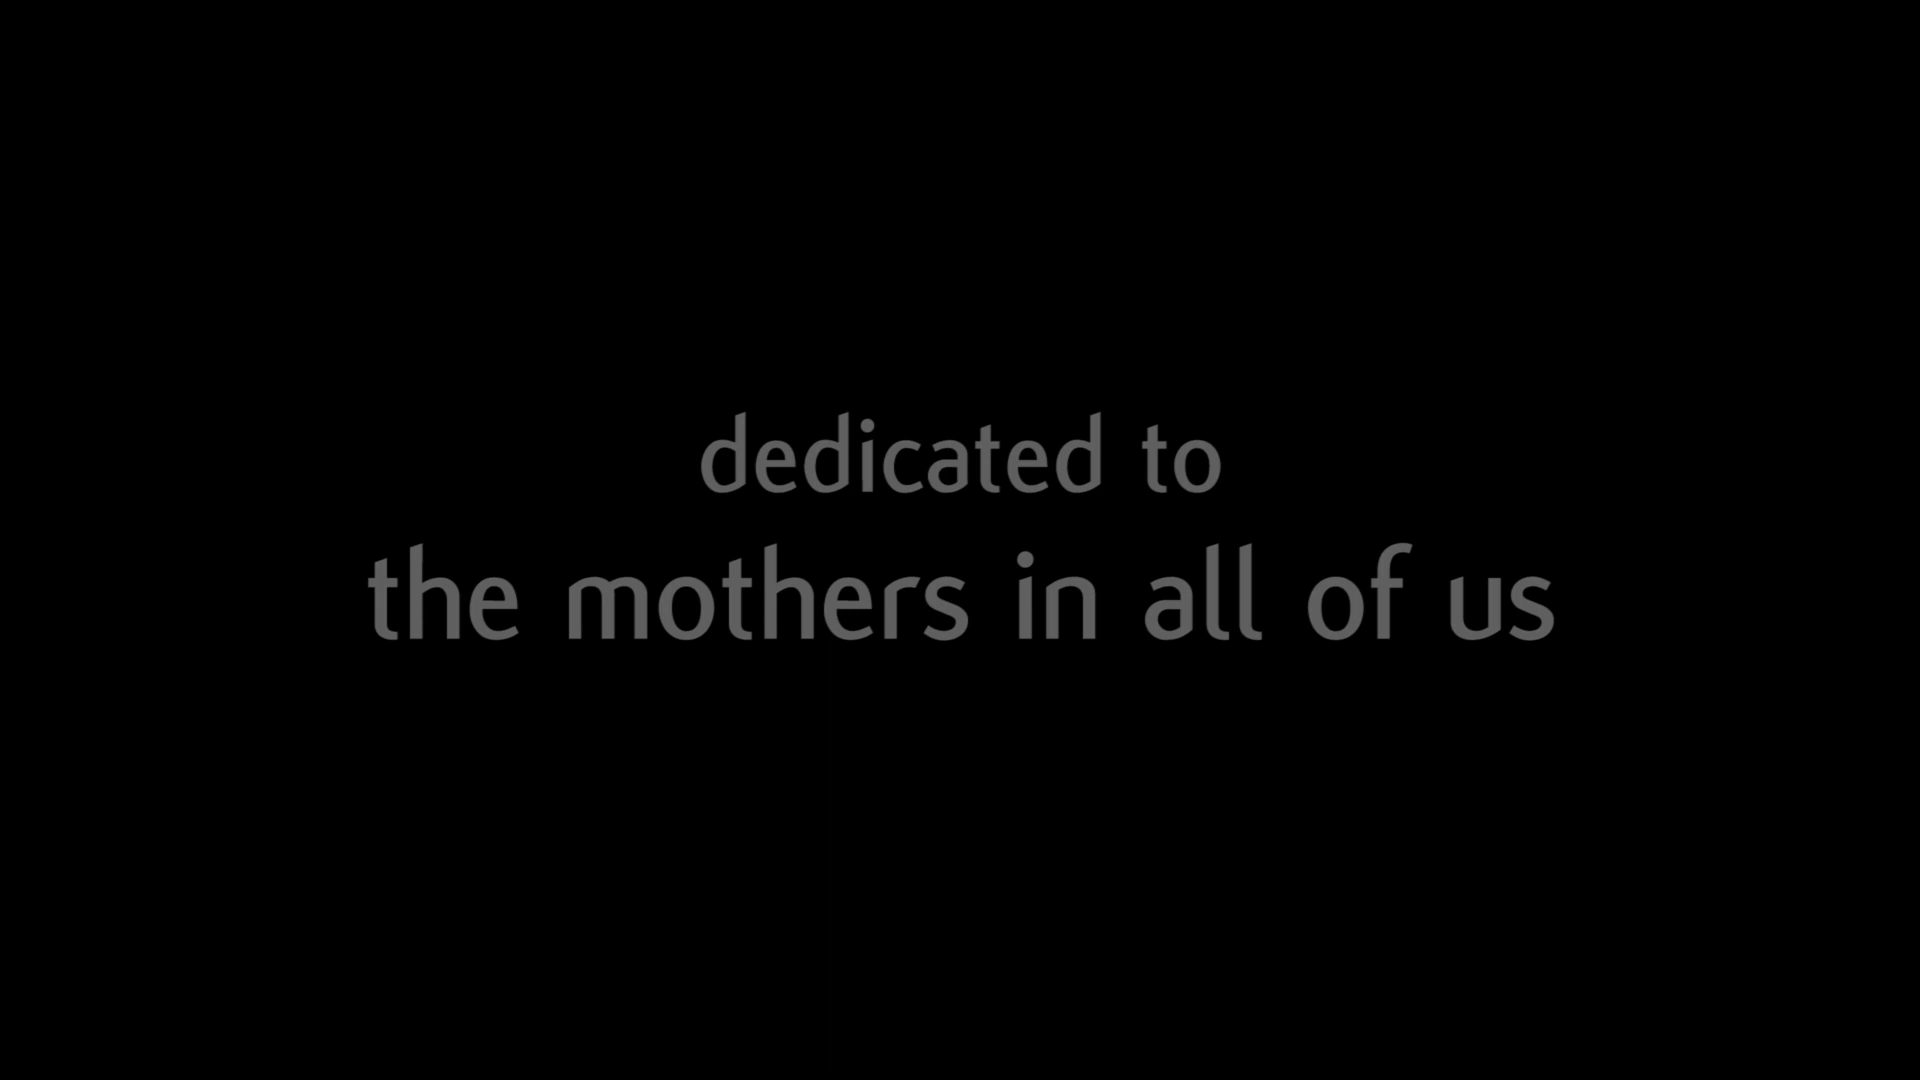 dedicated to
the mothers in all of us